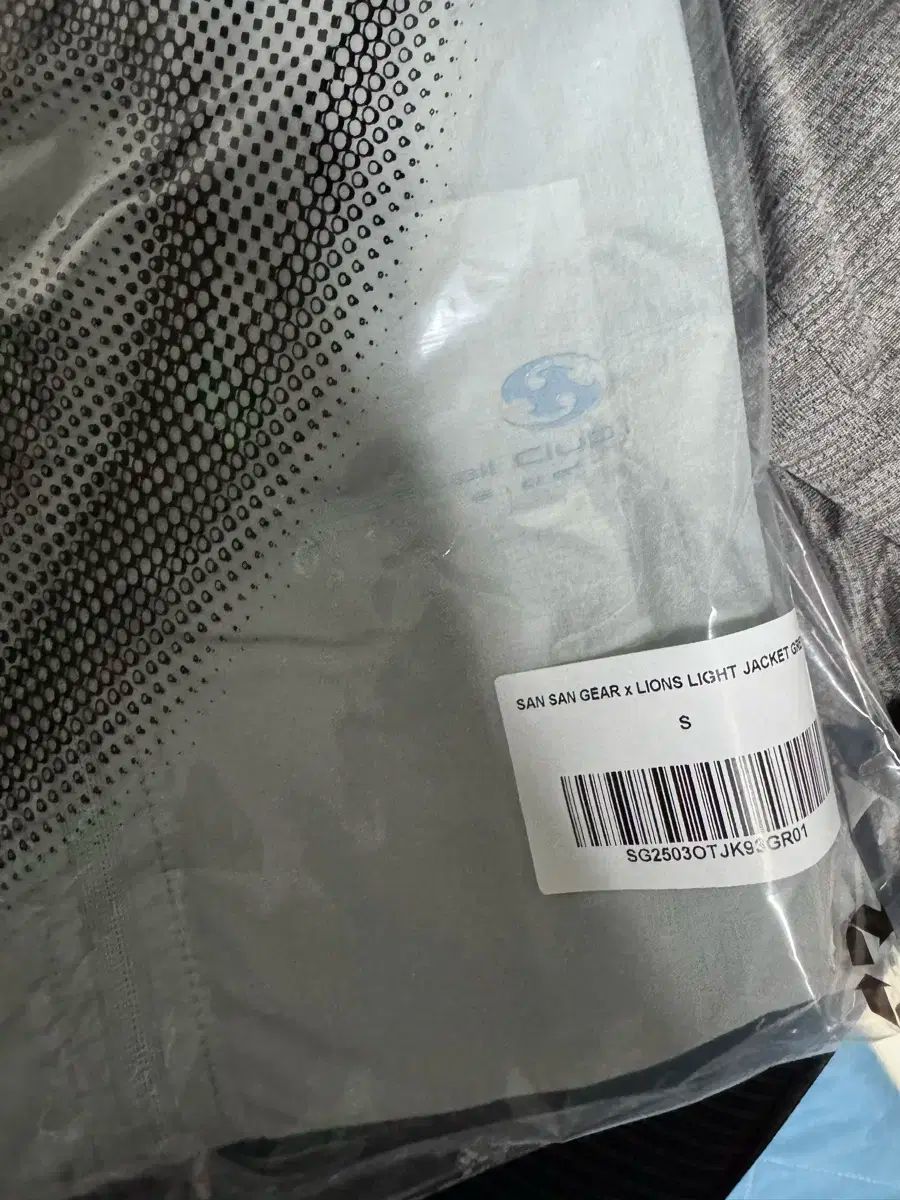 SAN SAN GEAR x LIONS LIGHT JACKET
S
SG2503OTJK93GR01